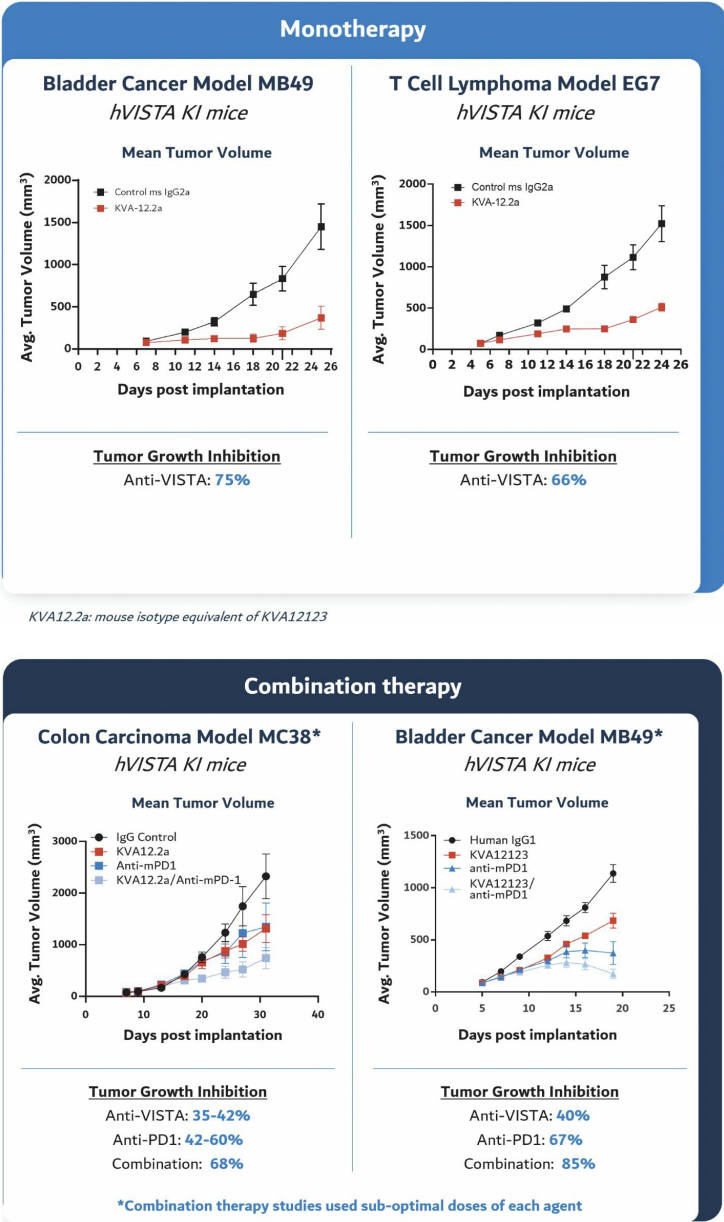 Monotherapy
Bladder Cancer Model MB49
hVISTA KI mice
Mean Tumor Volume
Avg. Tumor Volume (mm³)
2000
1500
1000
500
0
Control ms IgG2a
KVA-12.2a
0 2 4 6 8 10 12 14 16 18 20 22 24 26
Days post implantation
Tumor Growth Inhibition
Anti-VISTA: 75%
T Cell Lymphoma Model EG7
hVISTA KI mice
Mean Tumor Volume
Avg. Tumor Volume (mm³)
2000
1500
1000
500
0
Control ms IgG2a
KVA-12.2a
0 2 4 6 8 10 12 14 16 18 20 22 24 26
Days post implantation
Tumor Growth Inhibition
Anti-VISTA: 66%
KVA12.2a: mouse isotype equivalent of KVA12123
Combination therapy
Colon Carcinoma Model MC38*
hVISTA KI mice
Mean Tumor Volume
Avg. Tumor Volume (mm³)
3000
2000
1000
0
IgG Control
KVA12.2a
Anti-mPD1
KVA12.2a/Anti-mPD-1
0 10 20 30 40
Days post implantation
Tumor Growth Inhibition
Anti-VISTA: 35-42%
Anti-PD1: 42-60%
Combination: 68%
Bladder Cancer Model MB49*
hVISTA KI mice
Mean Tumor Volume
Avg. Tumor Volume (mm³)
1500
1000
500
0
Human IgG1
KVA12123
anti-mPD1
KVA12123/
anti-mPD1
0 5 10 15 20 25
Days post implantation
Tumor Growth Inhibition
Anti-VISTA: 40%
Anti-PD1: 67%
Combination: 85%
*Combination therapy studies used sub-optimal doses of each agent